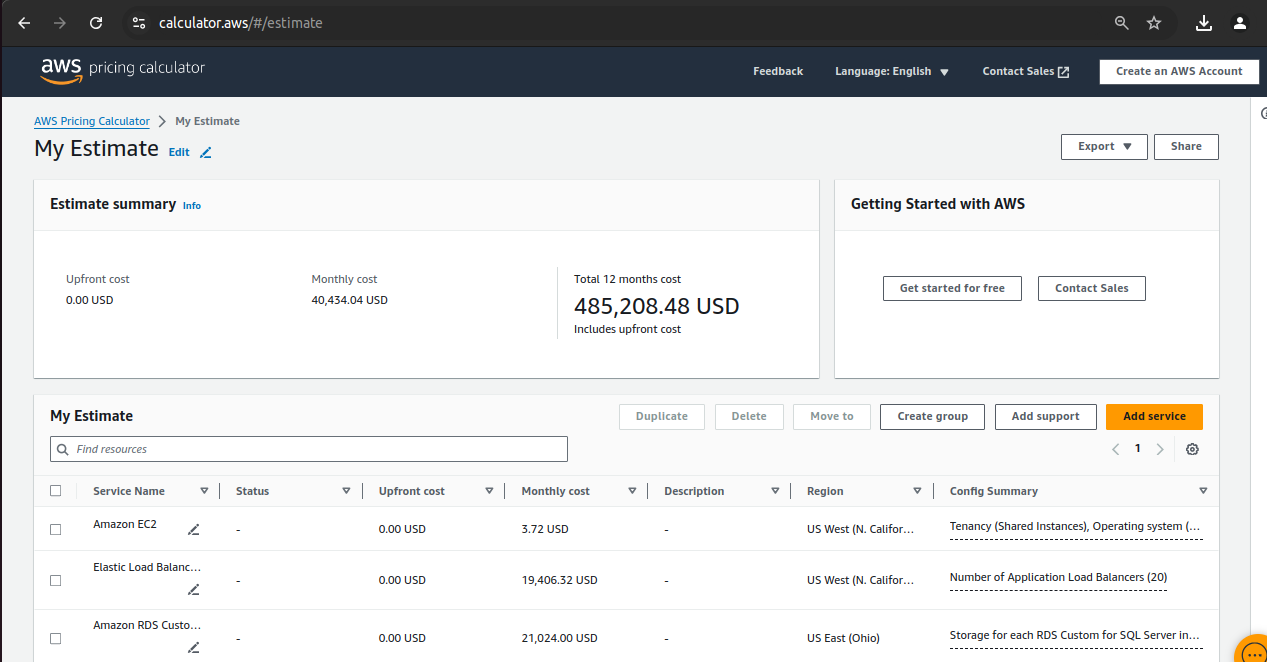 calculator.aws/#/estimate
aws pricing calculator
Feedback
Language: English
Contact Sales
Create an AWS Account
AWS Pricing Calculator > My Estimate
My Estimate Edit
Export
Share
Estimate summary Info
Upfront cost
0.00 USD
Monthly cost
40,434.04 USD
Total 12 months cost
485,208.48 USD
Includes upfront cost
Getting Started with AWS
Get started for free
Contact Sales
My Estimate
Duplicate
Delete
Move to
Create group
Add support
Add service
Find resources
1
Service Name Status Upfront cost Monthly cost Description Region Config Summary
Amazon EC2 - 0.00 USD 3.72 USD - US West (N. Califor... Tenancy (Shared Instances), Operating system (...
Elastic Load Balanc... - 0.00 USD 19,406.32 USD - US West (N. Califor... Number of Application Load Balancers (20)
Amazon RDS Custo... - 0.00 USD 21,024.00 USD - US East (Ohio) Storage for each RDS Custom for SQL Server in...